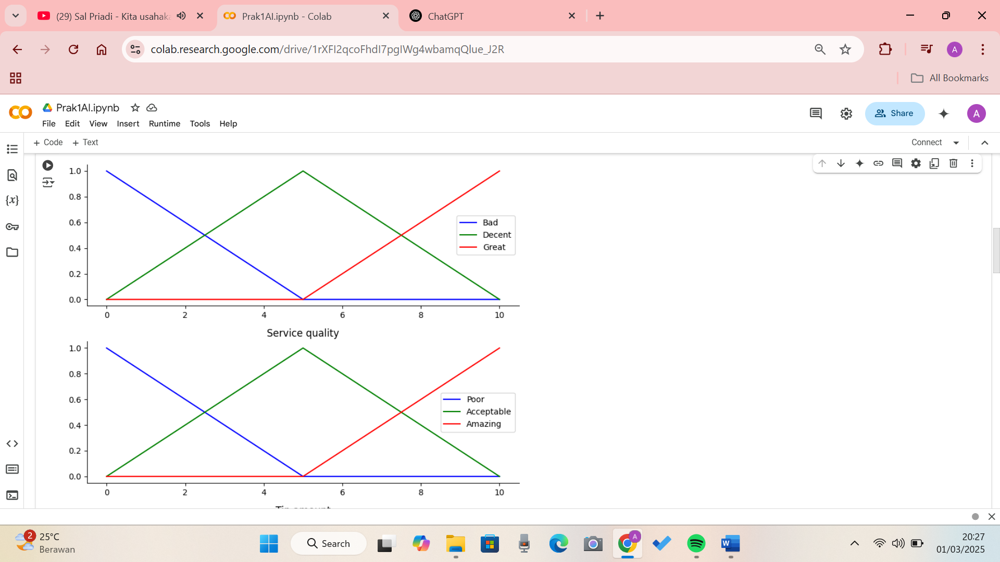 (29) Sal Priadi - Kita usahaka
Prak1AI.ipynb - Colab
ChatGPT
colab.research.google.com/drive/1rXFI2qcoFhdI7pgIWg4wbamqQlue_J2R
A
All Bookmarks
Prak1AI.ipynb
File Edit View Insert Runtime Tools Help
Share
A
+ Code + Text
Connect
1.0
0.8
0.6
0.4
0.2
0.0
Bad
Decent
Great
0 2 4 6 8 10
Service quality
1.0
0.8
0.6
0.4
0.2
0.0
Poor
Acceptable
Amazing
0 2 4 6 8 10
Tip amount
2
25°C
Berawan
Search
A
20:27
01/03/2025